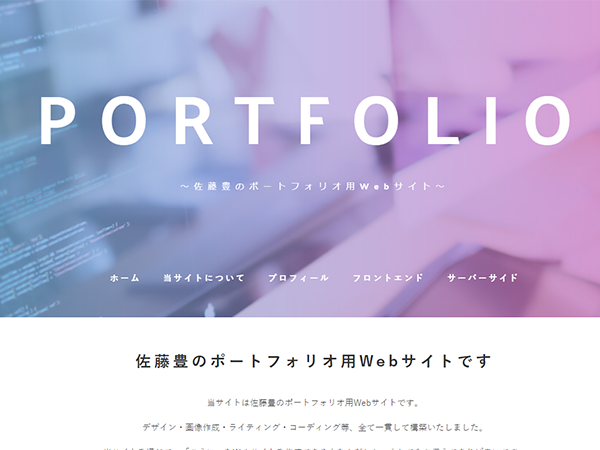 PORTFOLIO
～佐藤豊のポートフォリオ用Webサイト～
ホーム 当サイトについて プロフィール フロントエンド サーバーサイド
佐藤豊のポートフォリオ用Webサイトです
当サイトは佐藤豊のポートフォリオ用Webサイトです。
デザイン・画像作成・ライティング・コーディング等、全て一貫して構築いたしました。